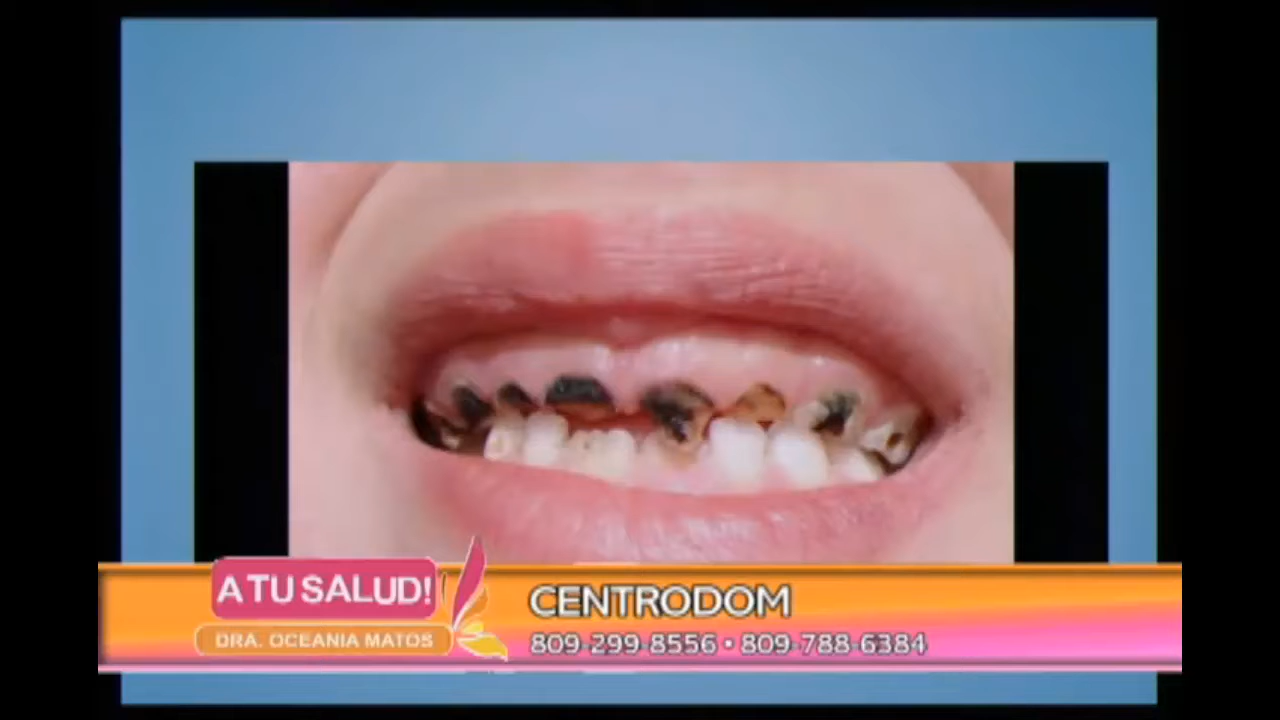 A TU SALUD!
DRA. OCEANIA MATOS
CENTRODOM
809-299-8556 • 809-788-6384